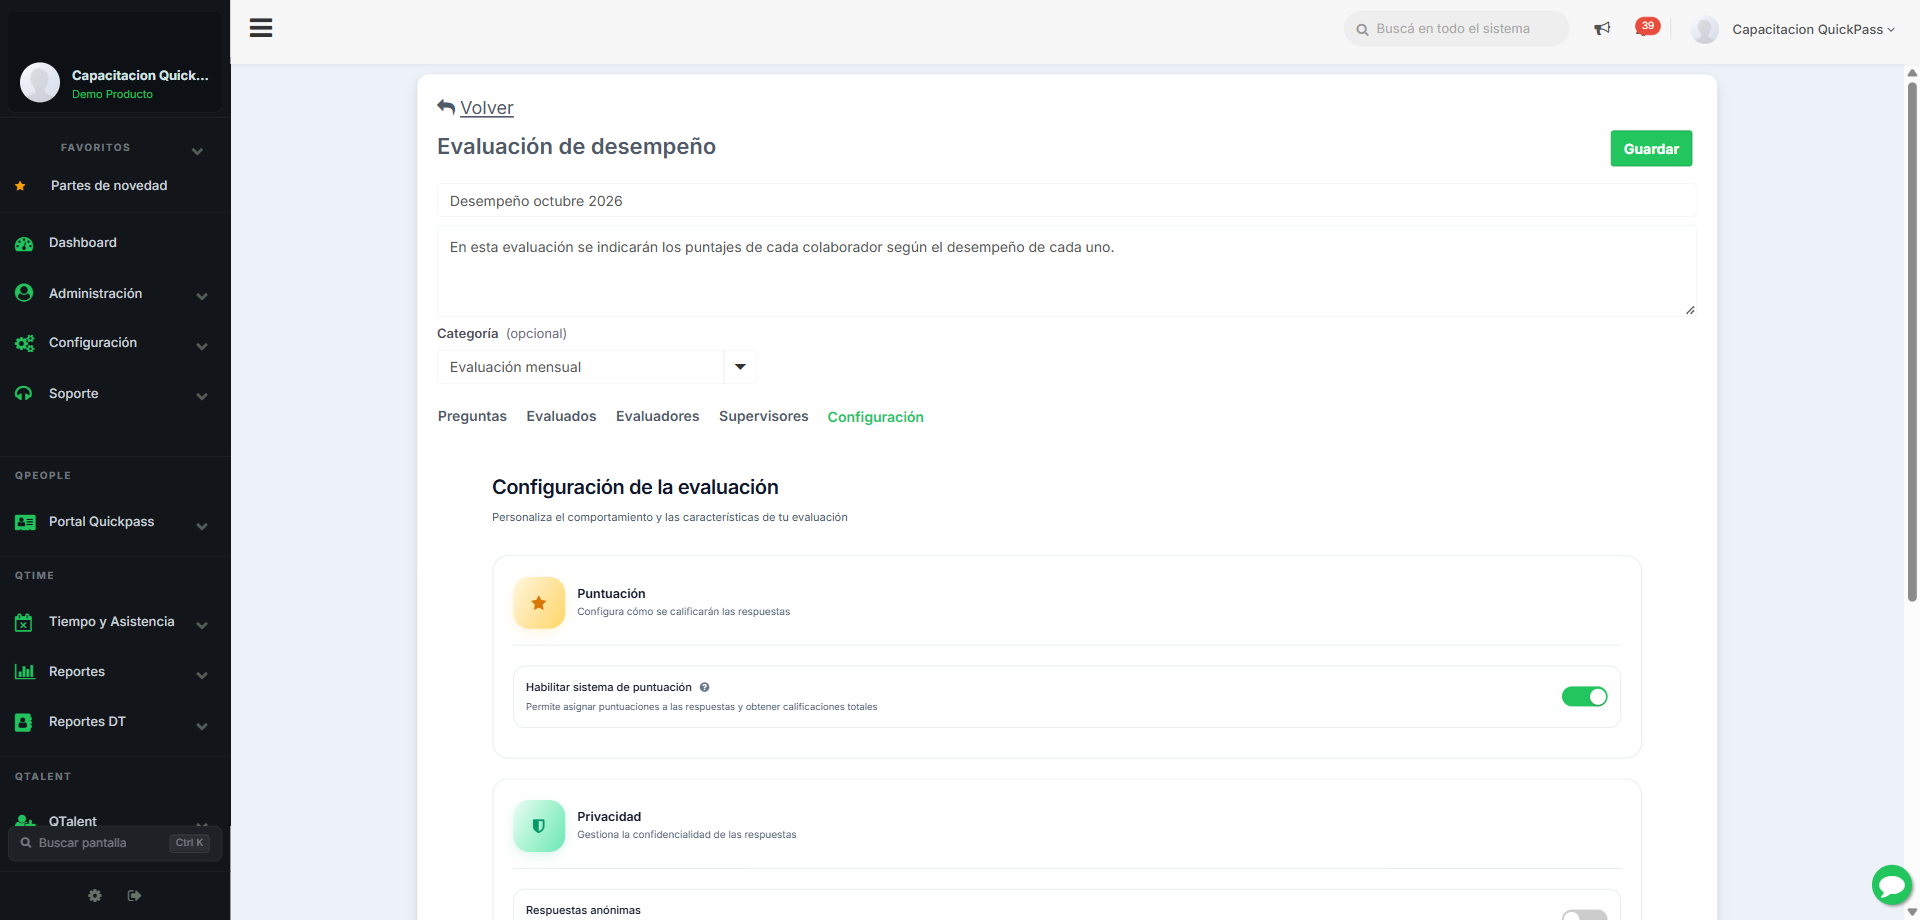 Capacitacion Quick...
Demo Producto
FAVORITOS
Partes de novedad
Dashboard
Administración
Configuración
Soporte
QPEOPLE
Portal Quickpass
QTIME
Tiempo y Asistencia
Reportes
Reportes DT
QTALENT
QTalent
Buscar pantalla
Ctrl K
Buscá en todo el sistema
39
Capacitacion QuickPass
Volver
Evaluación de desempeño
Guardar
Desempeño octubre 2026
En esta evaluación se indicarán los puntajes de cada colaborador según el desempeño de cada uno.
Categoría (opcional)
Evaluación mensual
Preguntas Evaluados Evaluadores Supervisores Configuración
Configuración de la evaluación
Personaliza el comportamiento y las características de tu evaluación
Puntuación
Configura cómo se calificarán las respuestas
Habilitar sistema de puntuación
Permite asignar puntuaciones a las respuestas y obtener calificaciones totales
Privacidad
Gestiona la confidencialidad de las respuestas
Respuestas anónimas